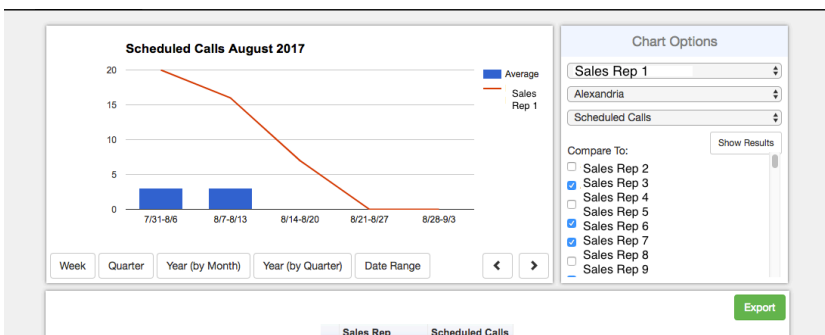 Scheduled Calls August 2017
20
15
10
5
0
7/31-8/6 8/7-8/13 8/14-8/20 8/21-8/27 8/28-9/3
Average
Sales
Rep 1
Week Quarter Year (by Month) Year (by Quarter) Date Range
Chart Options
Sales Rep 1
Alexandria
Scheduled Calls
Compare To:
Show Results
Sales Rep 2
Sales Rep 3
Sales Rep 4
Sales Rep 5
Sales Rep 6
Sales Rep 7
Sales Rep 8
Sales Rep 9
Export
Sales Rep Scheduled Calls